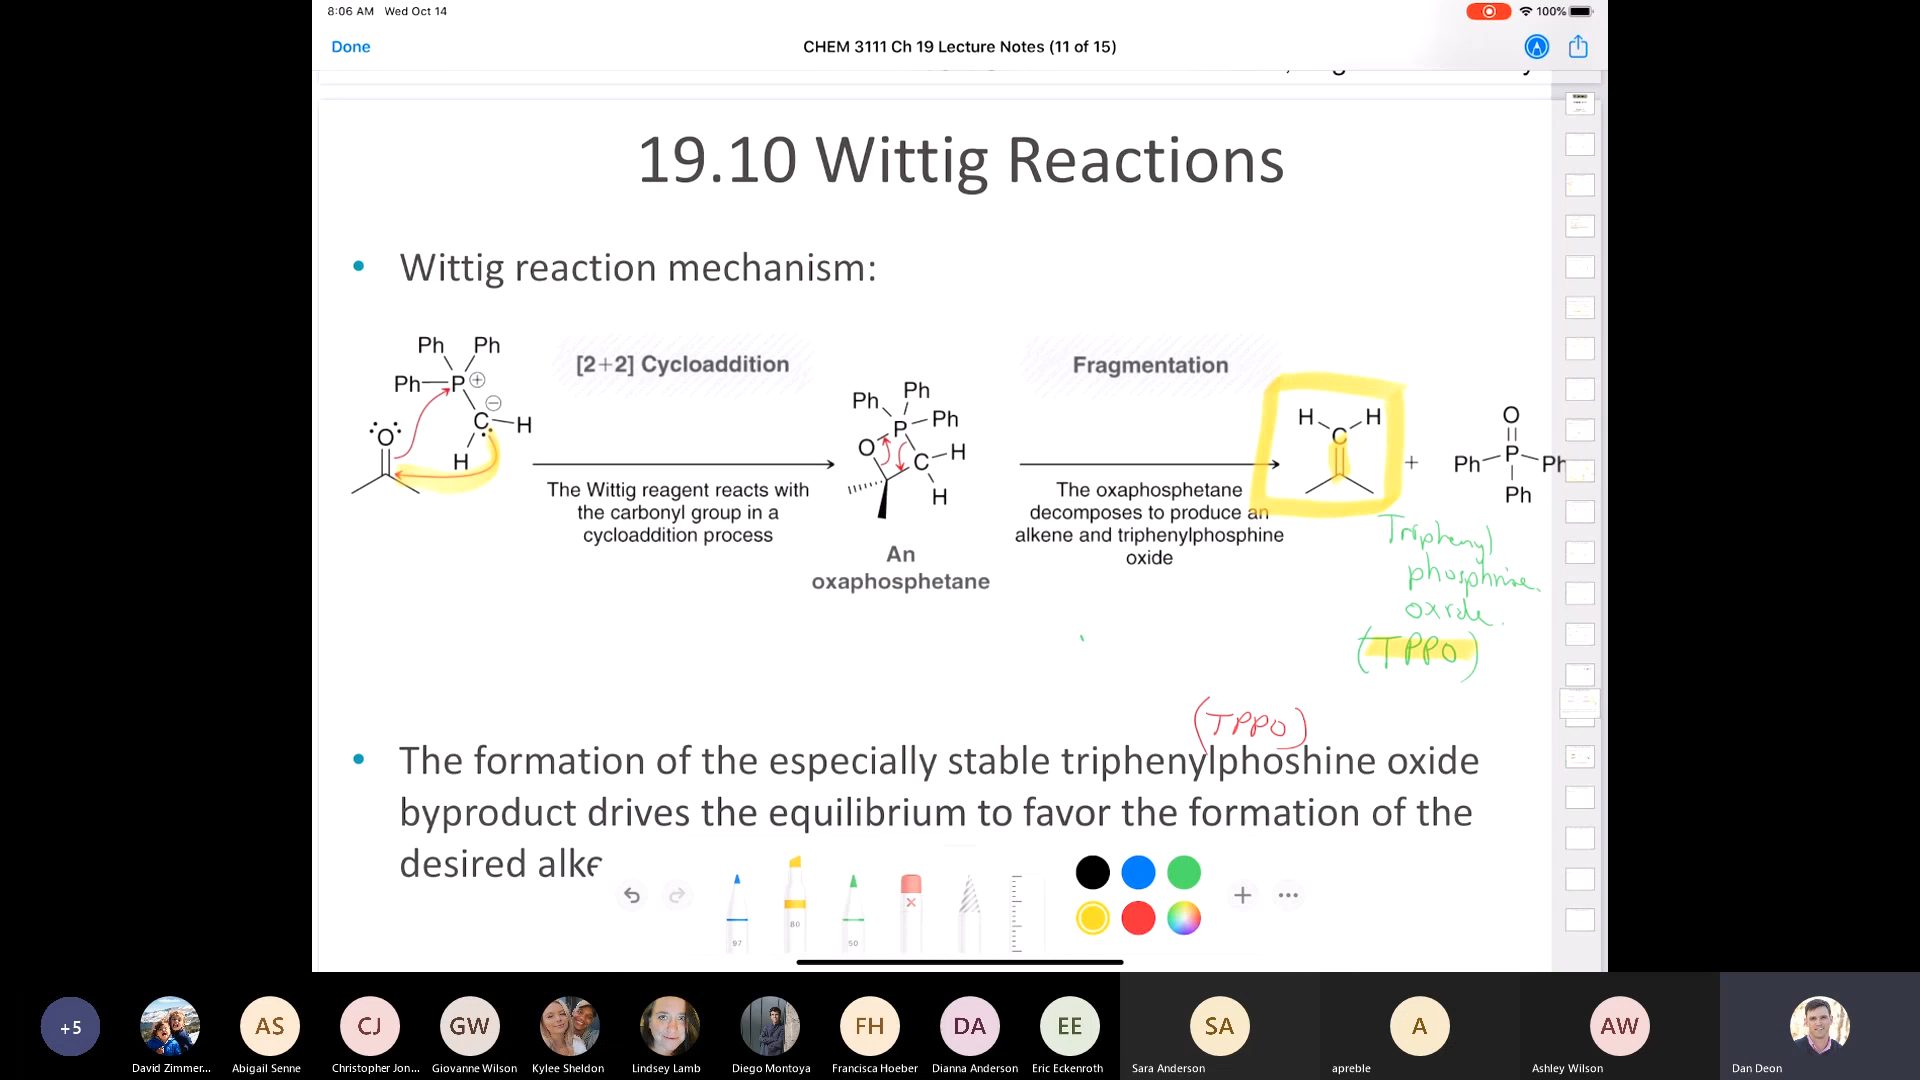 8:06 AM Wed Oct 14
100%
Done
CHEM 3111 Ch 19 Lecture Notes (11 of 15)
19.10 Wittig Reactions
• Wittig reaction mechanism:
Ph Ph
Ph P ⊕
⊖
C H
H
O
[2+2] Cycloaddition
The Wittig reagent reacts with
the carbonyl group in a
cycloaddition process
Ph Ph
P Ph
O
C H
H
An
oxaphosphetane
Fragmentation
The oxaphosphetane
decomposes to produce an
alkene and triphenylphosphine
oxide
H H
C
+
O
Ph P Ph
Ph
Triphenyl
phosphine
oxide
(TPPO)
(TPPO)
• The formation of the especially stable triphenylphoshine oxide
byproduct drives the equilibrium to favor the formation of the
desired alke
97
80
50
+5
AS
CJ
GW
FH
DA
EE
SA
A
AW
David Zimmer...
Abigail Senne
Christopher Jon...
Giovanne Wilson
Kylee Sheldon
Lindsey Lamb
Diego Montoya
Francisca Hoeber
Dianna Anderson
Eric Eckenroth
Sara Anderson
apreble
Ashley Wilson
Dan Deon